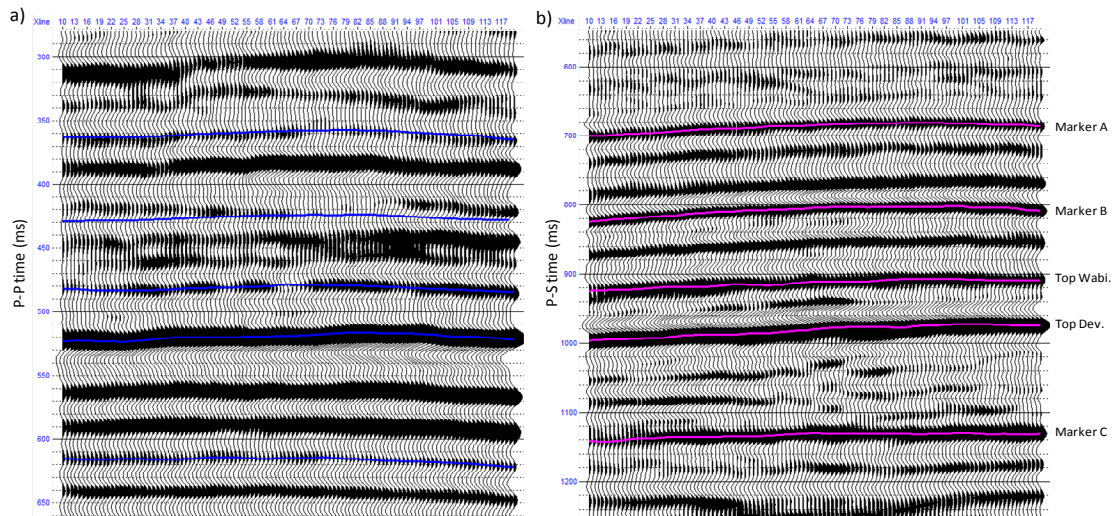 a)
Xline 10 13 16 19 22 25 28 31 34 37 40 43 46 49 52 55 58 61 64 67 70 73 76 79 82 85 88 91 94 97 101 105 109 113 117
300
350
400
450
500
550
600
650
P-P time (ms)
b)
Xline 10 13 16 19 22 25 28 31 34 37 40 43 46 49 52 55 58 61 64 67 70 73 76 79 82 85 88 91 94 97 101 105 109 113 117
600
700
800
900
1000
1100
1200
P-S time (ms)
Marker A
Marker B
Top Wabi.
Top Dev.
Marker C